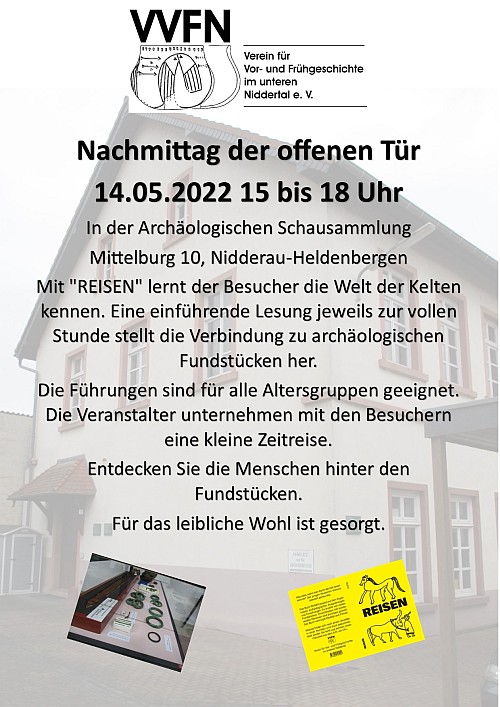 VVFN
Verein für
Vor- und Frühgeschichte
im unteren
Niddertal e. V.
Nachmittag der offenen Tür
14.05.2022 15 bis 18 Uhr
In der Archäologischen Schausammlung
Mittelburg 10, Nidderau-Heldenbergen
Mit "REISEN" lernt der Besucher die Welt der Kelten
kennen. Eine einführende Lesung jeweils zur vollen
Stunde stellt die Verbindung zu archäologischen
Fundstücken her.
Die Führungen sind für alle Altersgruppen geeignet.
Die Veranstalter unternehmen mit den Besuchern
eine kleine Zeitreise.
Entdecken Sie die Menschen hinter den
Fundstücken.
Für das leibliche Wohl ist gesorgt.
REISEN